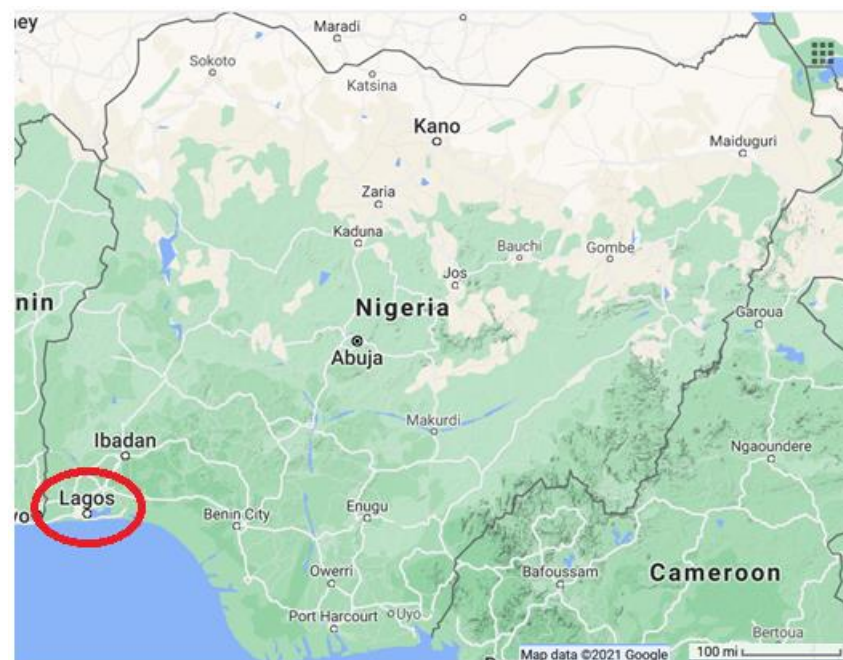 ey
Maradi
Sokoto
Katsina
Kano
Maiduguri
Zaria
Kaduna
Bauchi
Gombe
Jos
nin
Nigeria
Garoua
Abuja
Makurdi
Ibadan
Ngaoundere
Lagos
Enugu
Benin City
Owerri
Bafoussam
Cameroon
Port Harcourt
Uyo
Bertoua
Map data ©2021 Google
100 mi